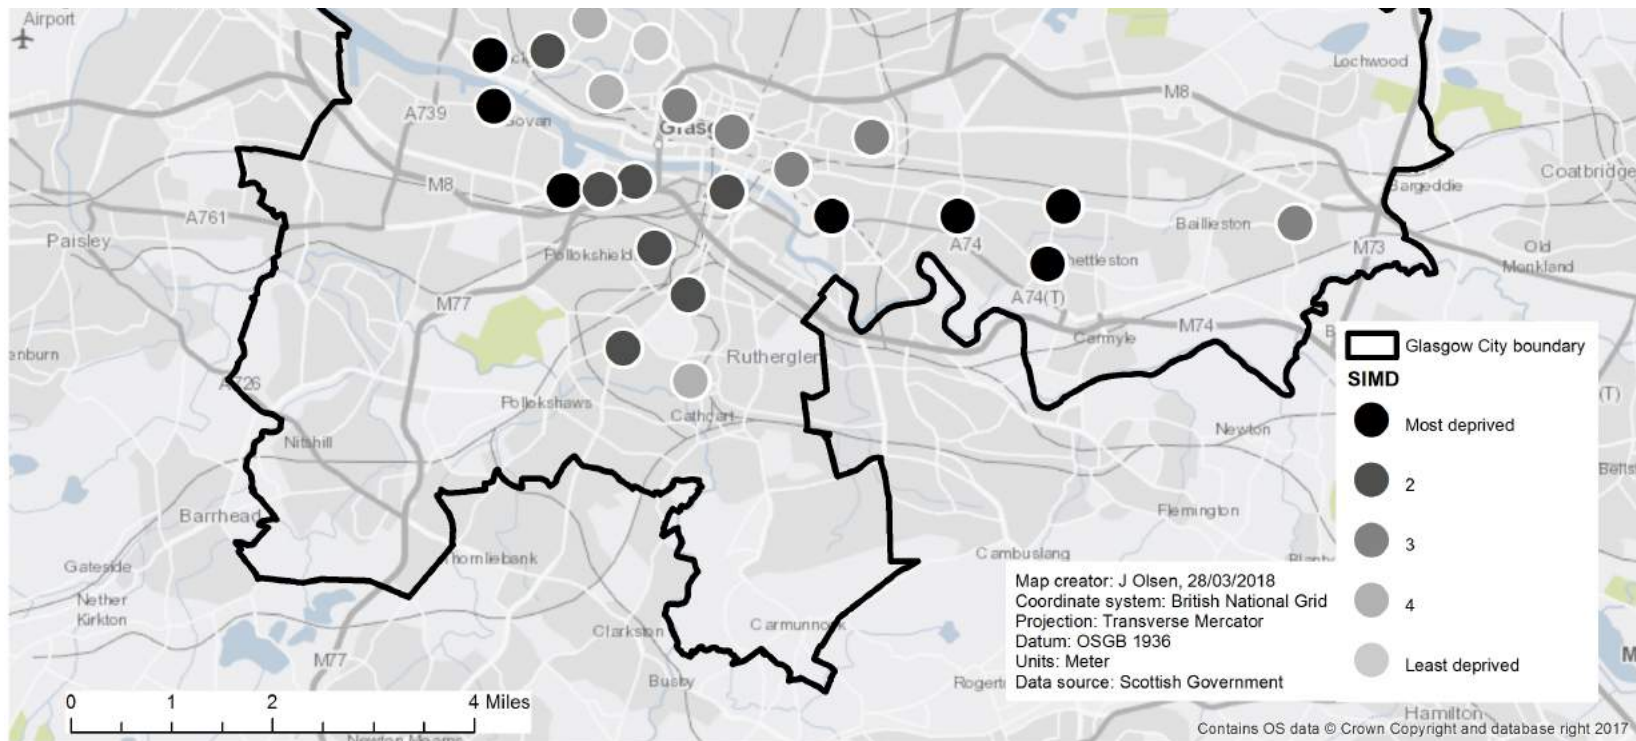 Airport
Lochwood
M8
A739
Govan
Coatbridge
M8
Bargeddie
A761
Baillieston
Paisley
A74
M73
Old
Monkland
Pollokshield
hettleston
A74(T)
M77
M74
Carmyle
enburn
Rutherglen
Glasgow City boundary
A726
SIMD
(T)
Pollokshaws
Cathcart
Most deprived
Nitshill
Newton
2
Barrhead
Flemington
3
Thornliebank
Cambuslang
Gateside
Map creator: J Olsen, 28/03/2018
Coordinate system: British National Grid
Nether
Kirkton
4
Projection: Transverse Mercator
Clarkston
Carmunnock
Datum: OSGB 1936
M77
Units: Meter
Least deprived
Busby
Data source: Scottish Government
0 1 2 4 Miles
Hamilton
Contains OS data © Crown Copyright and database right 2017